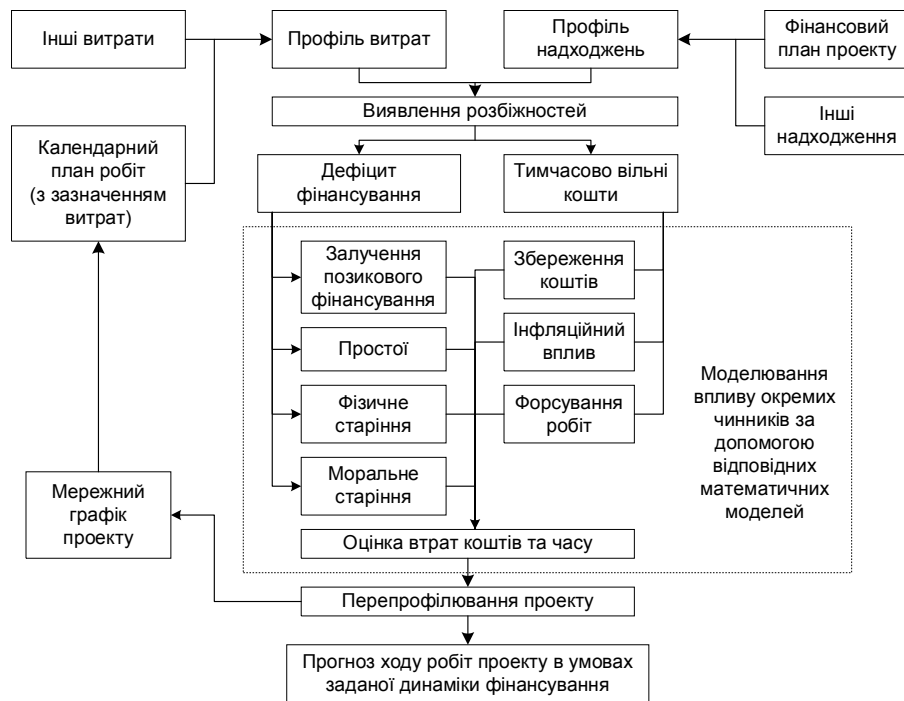 Інші витрати
Профіль витрат
Профіль
надходжень
Фінансовий
план проекту
Виявлення розбіжностей
Інші
надходження
Календарний
план робіт
(з зазначенням
витрат)
Дефіцит
фінансування
Тимчасово вільні
кошти
Залучення
позикового
фінансування
Збереження
коштів
Простої
Інфляційний
вплив
Фізичне
старіння
Форсування
робіт
Моральне
старіння
Моделювання
впливу окремих
чинників за
допомогою
відповідних
математичних
моделей
Мережний
графік
проекту
Оцінка втрат коштів та часу
Перепрофілювання проекту
Прогноз ходу робіт проекту в умовах
заданої динаміки фінансування